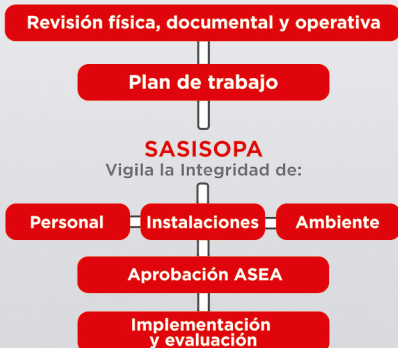 Revisión física, documental y operativa
Plan de trabajo
SASISOPA
Vigila la Integridad de:
Personal
Instalaciones
Ambiente
Aprobación ASEA
Implementación
y evaluación